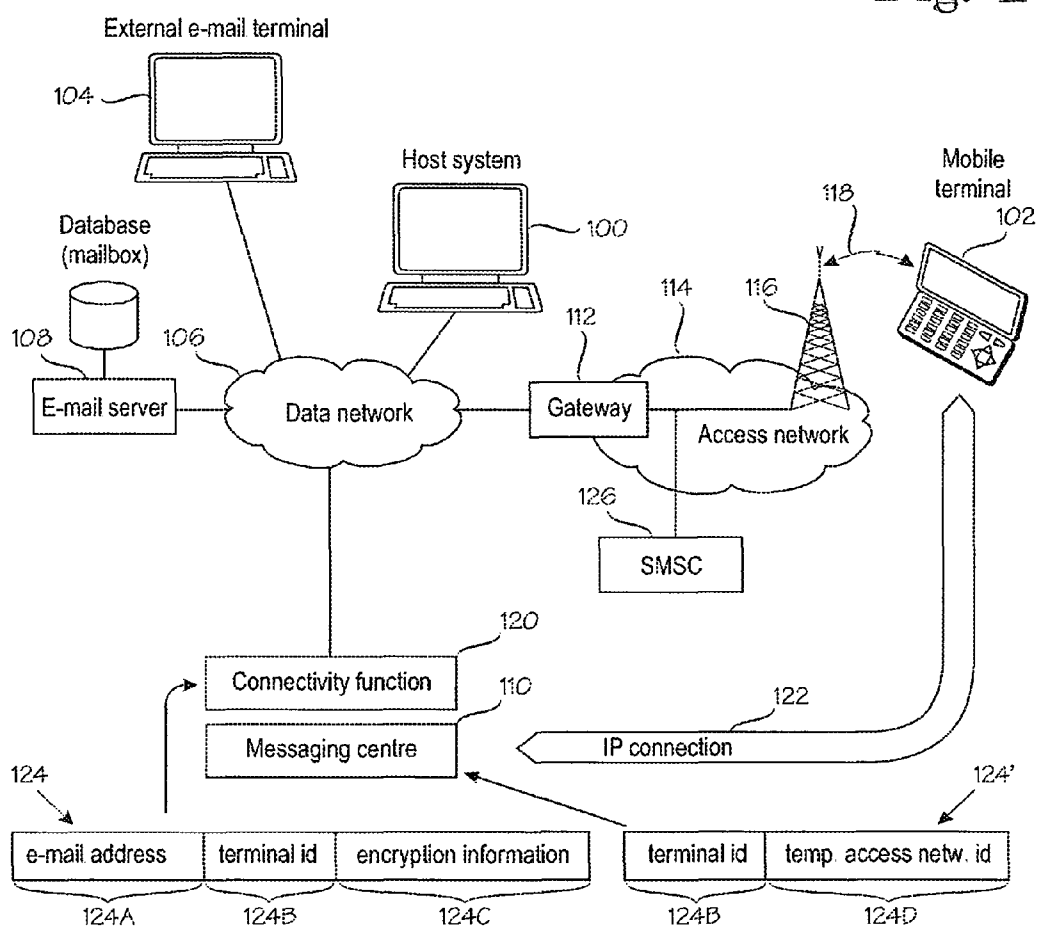 External e-mail terminal
104
Host system
100
Mobile
terminal
102
118
Database
(mailbox)
108
106
E-mail server
Data network
112
Gateway
114
116
Access network
126
SMSC
120
Connectivity function
110
Messaging centre
122
IP connection
124
124'
e-mail address
terminal id
encryption information
terminal id
temp. access netw. id
124A
124B
124C
124B
124D